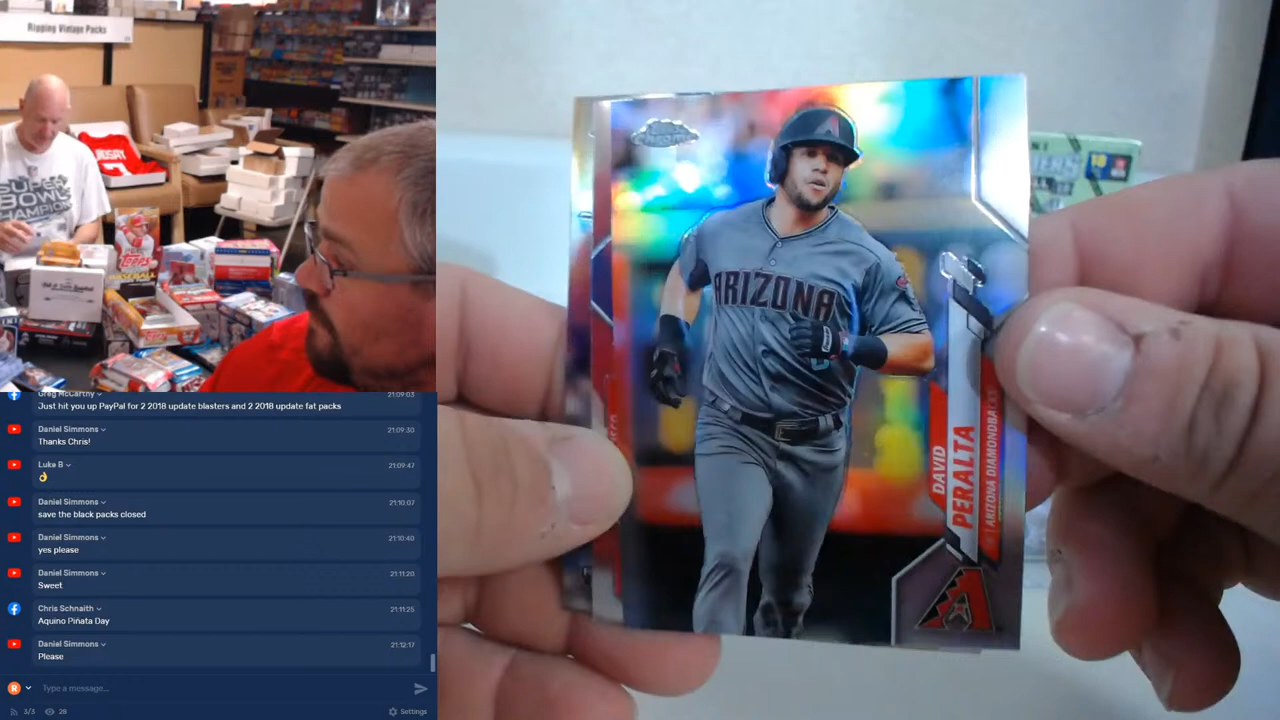 Ripping Vintage Packs
SUPER
BOWL
CHAMPION
Topps
BASEBALL
Greg McCarthy
21:09:03
Just hit you up PayPal for 2 2018 update blasters and 2 2018 update fat packs
Daniel Simmons
21:09:30
Thanks Chris!
Luke B
21:09:47
👌
Daniel Simmons
21:10:07
save the black packs closed
Daniel Simmons
21:10:40
yes please
Daniel Simmons
21:11:20
Sweet
Chris Schnaith
21:11:25
Aquino Piñata Day
Daniel Simmons
21:12:17
Please
R
Type a message...
3/3
28
Settings
ARIZONA
DAVID
PERALTA
ARIZONA DIAMONDBACKS
18